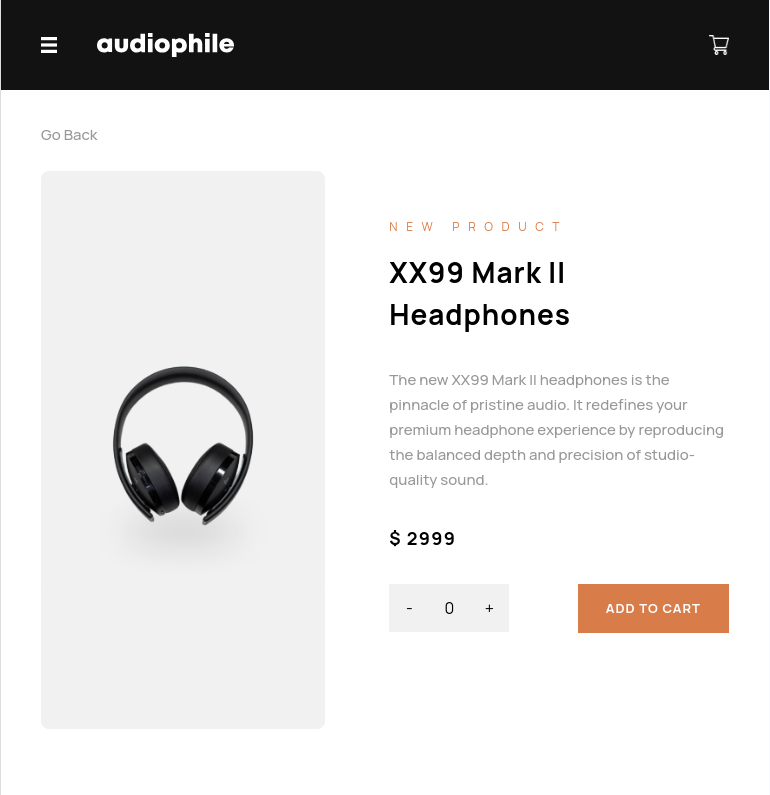 audiophile
Go Back
NEW PRODUCT
XX99 Mark II
Headphones
The new XX99 Mark II headphones is the
pinnacle of pristine audio. It redefines your
premium headphone experience by reproducing
the balanced depth and precision of studio-
quality sound.
$ 2999
- 0 + ADD TO CART